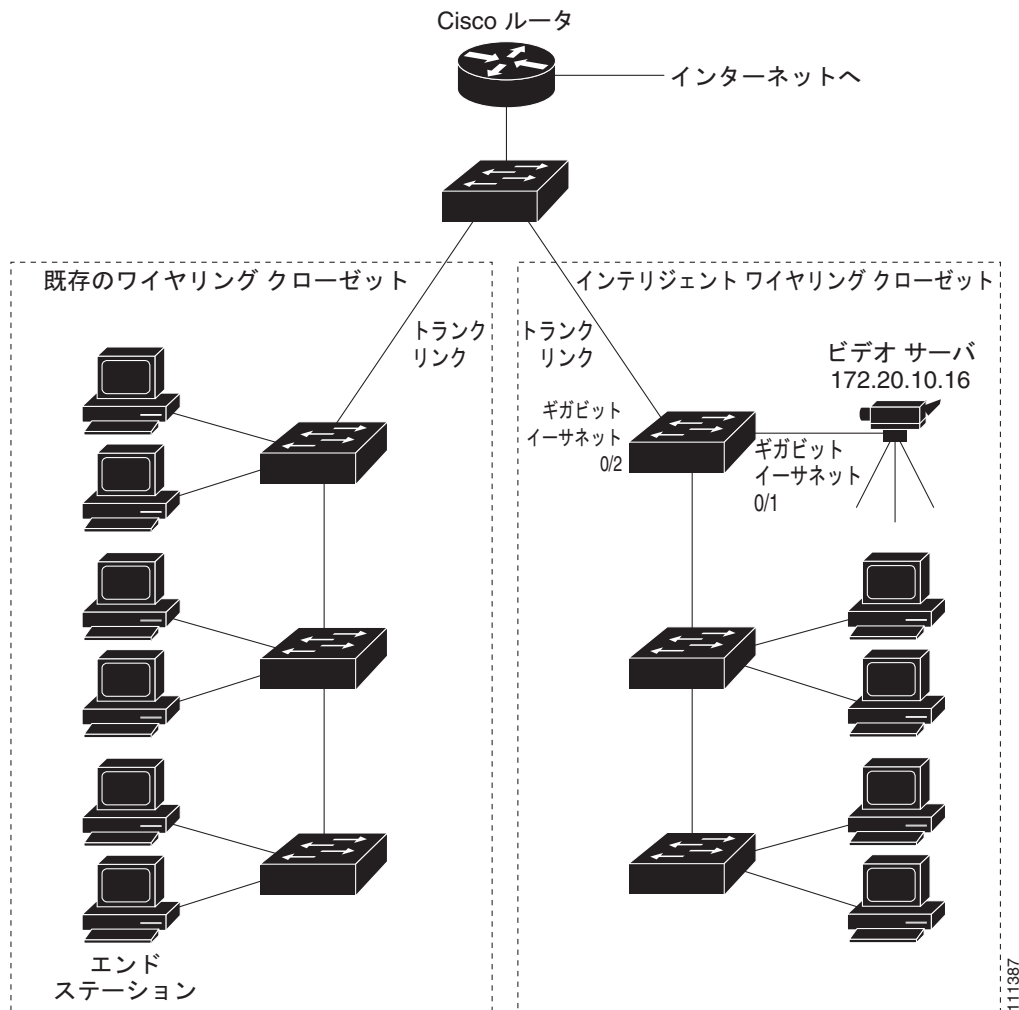 Cisco ルータ
インターネットへ
既存のワイヤリング クローゼット
インテリジェント ワイヤリング クローゼット
トランク
リンク
トランク
リンク
ビデオ サーバ
172.20.10.16
ギガビット
イーサネット
0/2
ギガビット
イーサネット
0/1
エンド
ステーション
111387